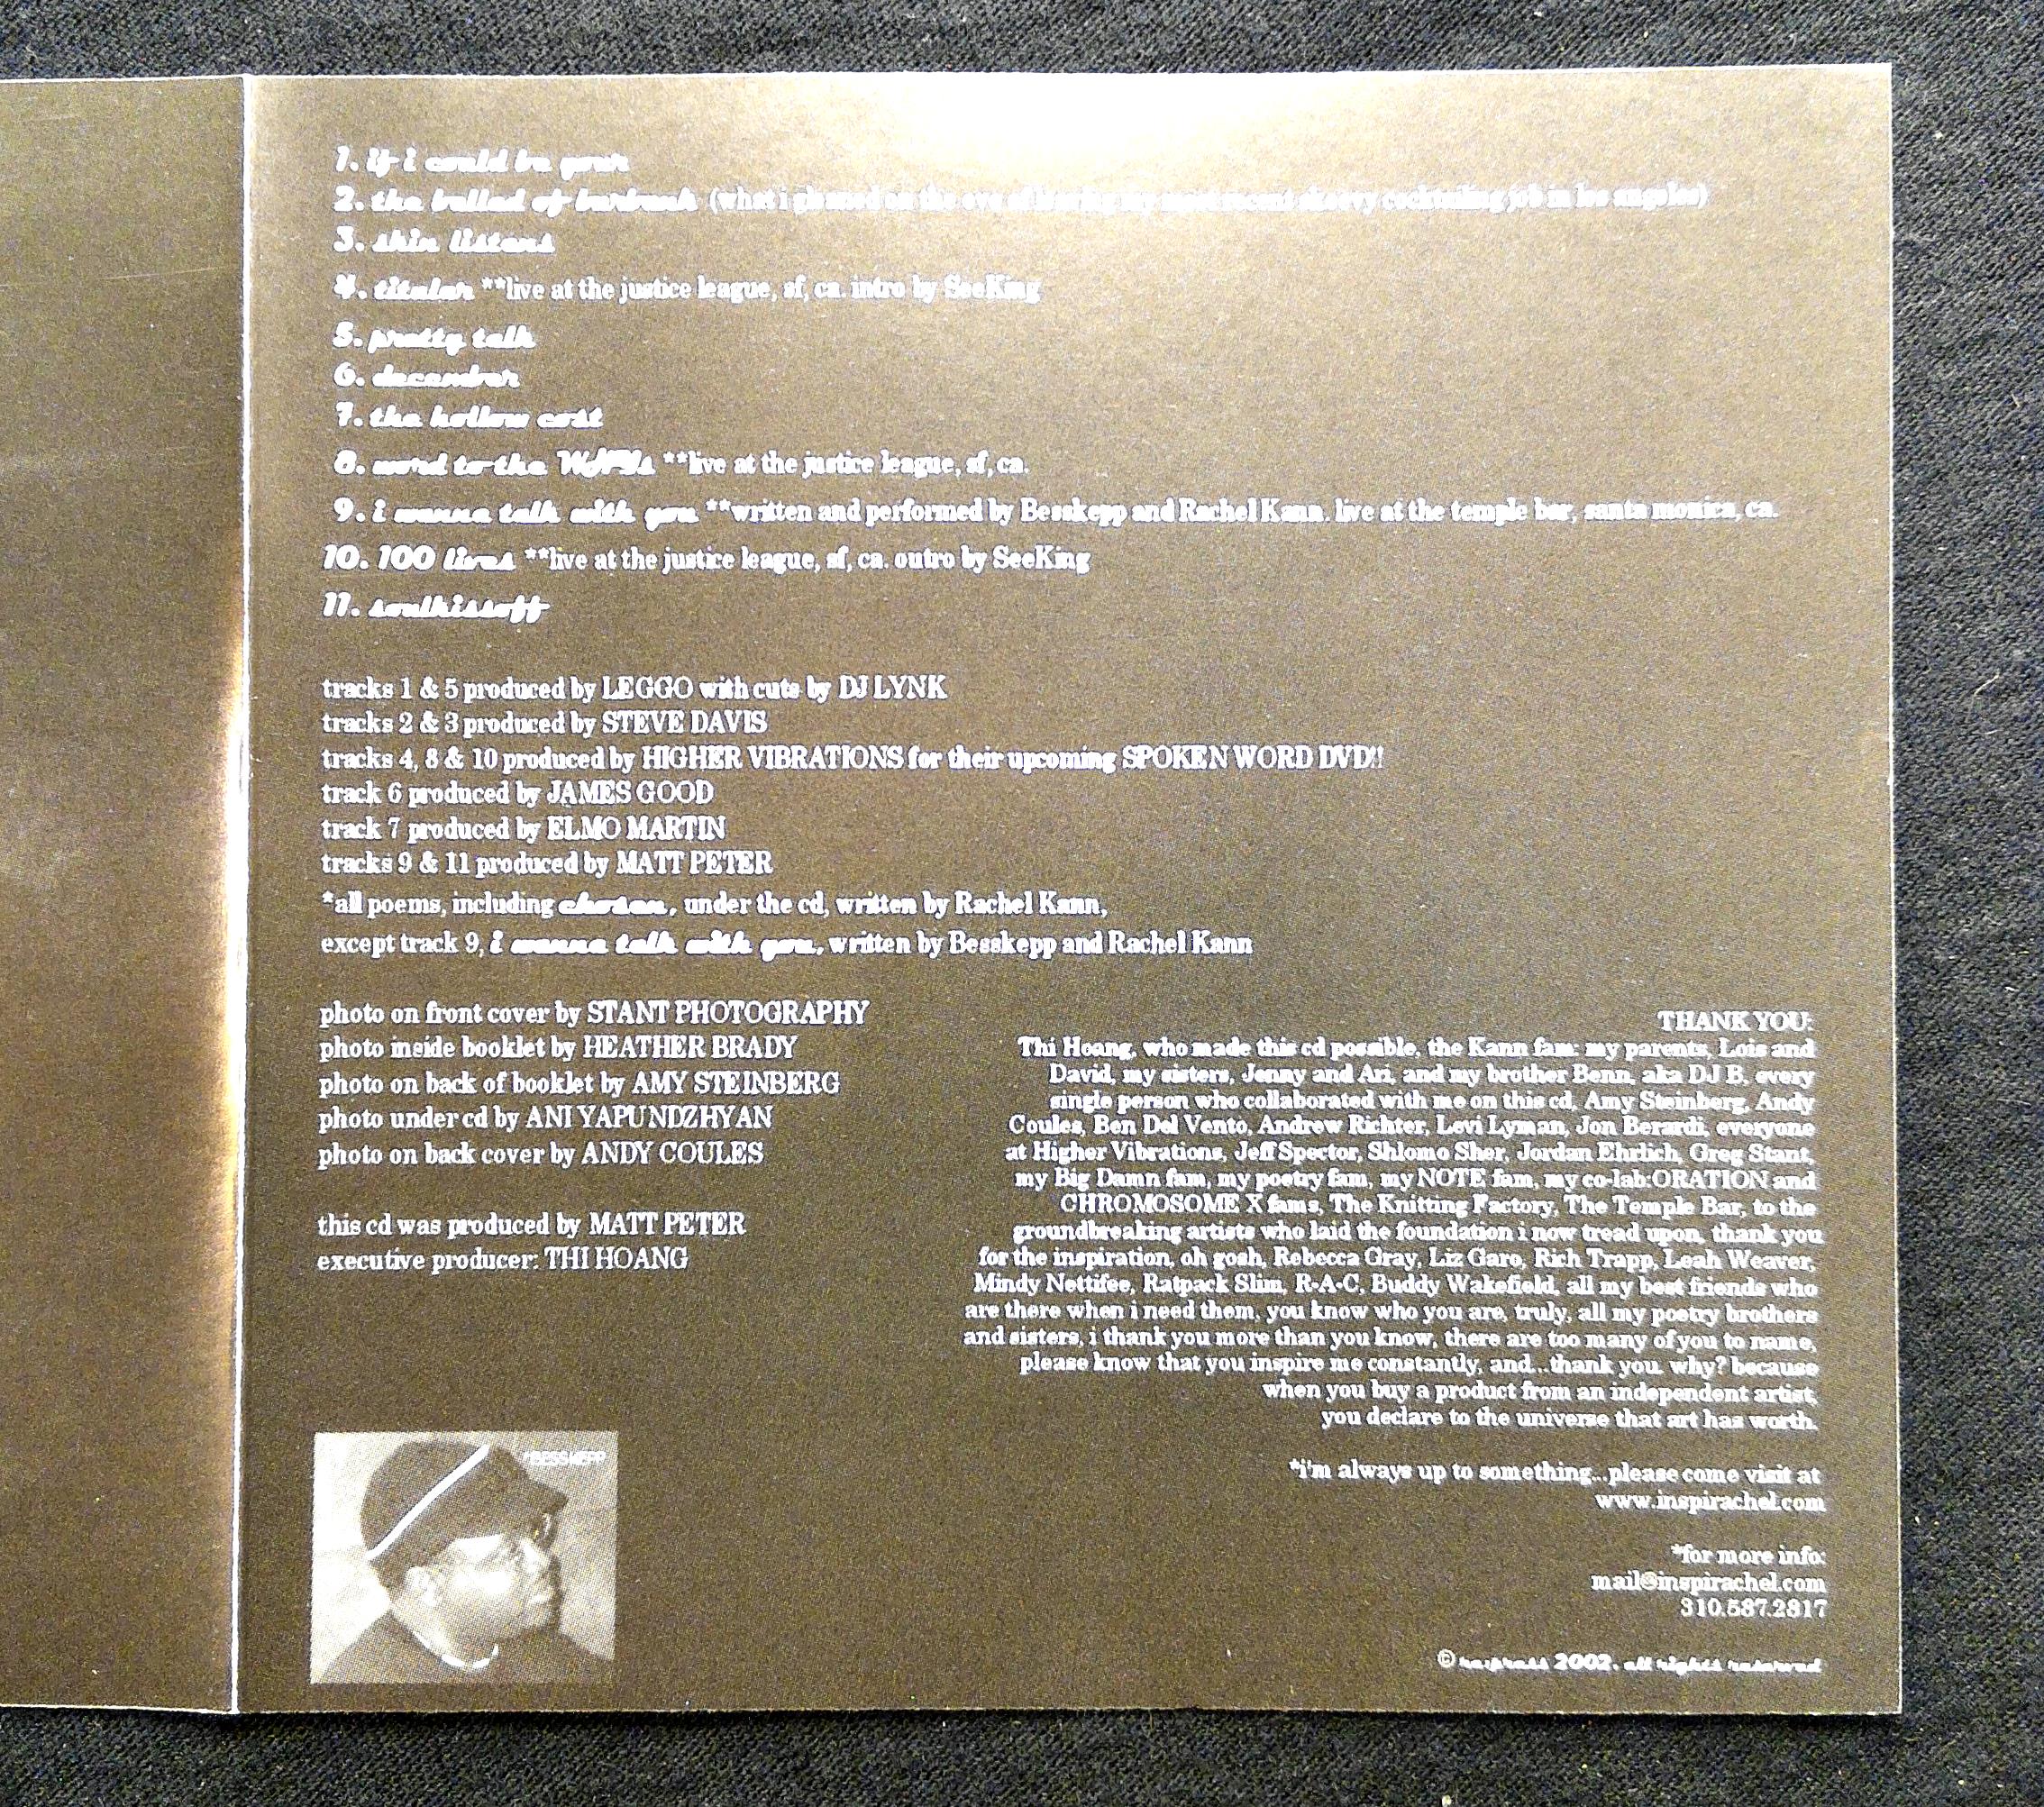 1. if i could be your
2. the ballad of burbank (what i gleaned on the eve of leaving my most recent skeevy cocktailing job in los angeles)
3. skin listens
4. titular **live at the justice league, sf, ca. intro by SeeKing
5. pretty talk
6. december
7. the hollow cost
8. word to the WNYs **live at the justice league, sf, ca.
9. i wanna talk with you **written and performed by Besskepp and Rachel Kann. live at the temple bar, santa monica, ca.
10. 100 lives **live at the justice league, sf, ca. outro by SeeKing
11. soulkissoff
tracks 1 & 5 produced by LEGGO with cuts by DJ LYNK
tracks 2 & 3 produced by STEVE DAVIS
tracks 4, 8 & 10 produced by HIGHER VIBRATIONS for their upcoming SPOKEN WORD DVD!!
track 6 produced by JAMES GOOD
track 7 produced by ELMO MARTIN
tracks 9 & 11 produced by MATT PETER
*all poems, including chosen, under the cd, written by Rachel Kann,
except track 9, i wanna talk with you, written by Besskepp and Rachel Kann
photo on front cover by STANT PHOTOGRAPHY
photo inside booklet by HEATHER BRADY
photo on back of booklet by AMY STEINBERG
photo under cd by ANI YAPUNDZHYAN
photo on back cover by ANDY COULES
this cd was produced by MATT PETER
executive producer: THI HOANG
*BESSKEPP
THANK YOU:
Thi Hoang, who made this cd possible, the Kann fam: my parents, Lois and
David, my sisters, Jenny and Ari, and my brother Benn, aka DJ B, every
single person who collaborated with me on this cd, Amy Steinberg, Andy
Coules, Ben Del Vento, Andrew Richter, Levi Lyman, Jon Berardi, everyone
at Higher Vibrations, Jeff Spector, Shlomo Sher, Jordan Ehrlich, Greg Stant,
my Big Damn fam, my poetry fam, my NOTE fam, my co-lab:ORATION and
CHROMOSOME X fams, The Knitting Factory, The Temple Bar, to the
groundbreaking artists who laid the foundation i now tread upon, thank you
for the inspiration, oh gosh, Rebecca Gray, Liz Garo, Rich Trapp, Leah Weaver,
Mindy Nettifee, Ratpack Slim, R-A-C, Buddy Wakefield, all my best friends who
are there when i need them, you know who you are, truly, all my poetry brothers
and sisters, i thank you more than you know, there are too many of you to name,
please know that you inspire me constantly, and...thank you. why? because
when you buy a product from an independent artist,
you declare to the universe that art has worth.
*i'm always up to something...please come visit at
www.inspirachel.com
*for more info:
mail@inspirachel.com
310.587.2817
© 2002. all rights reserved